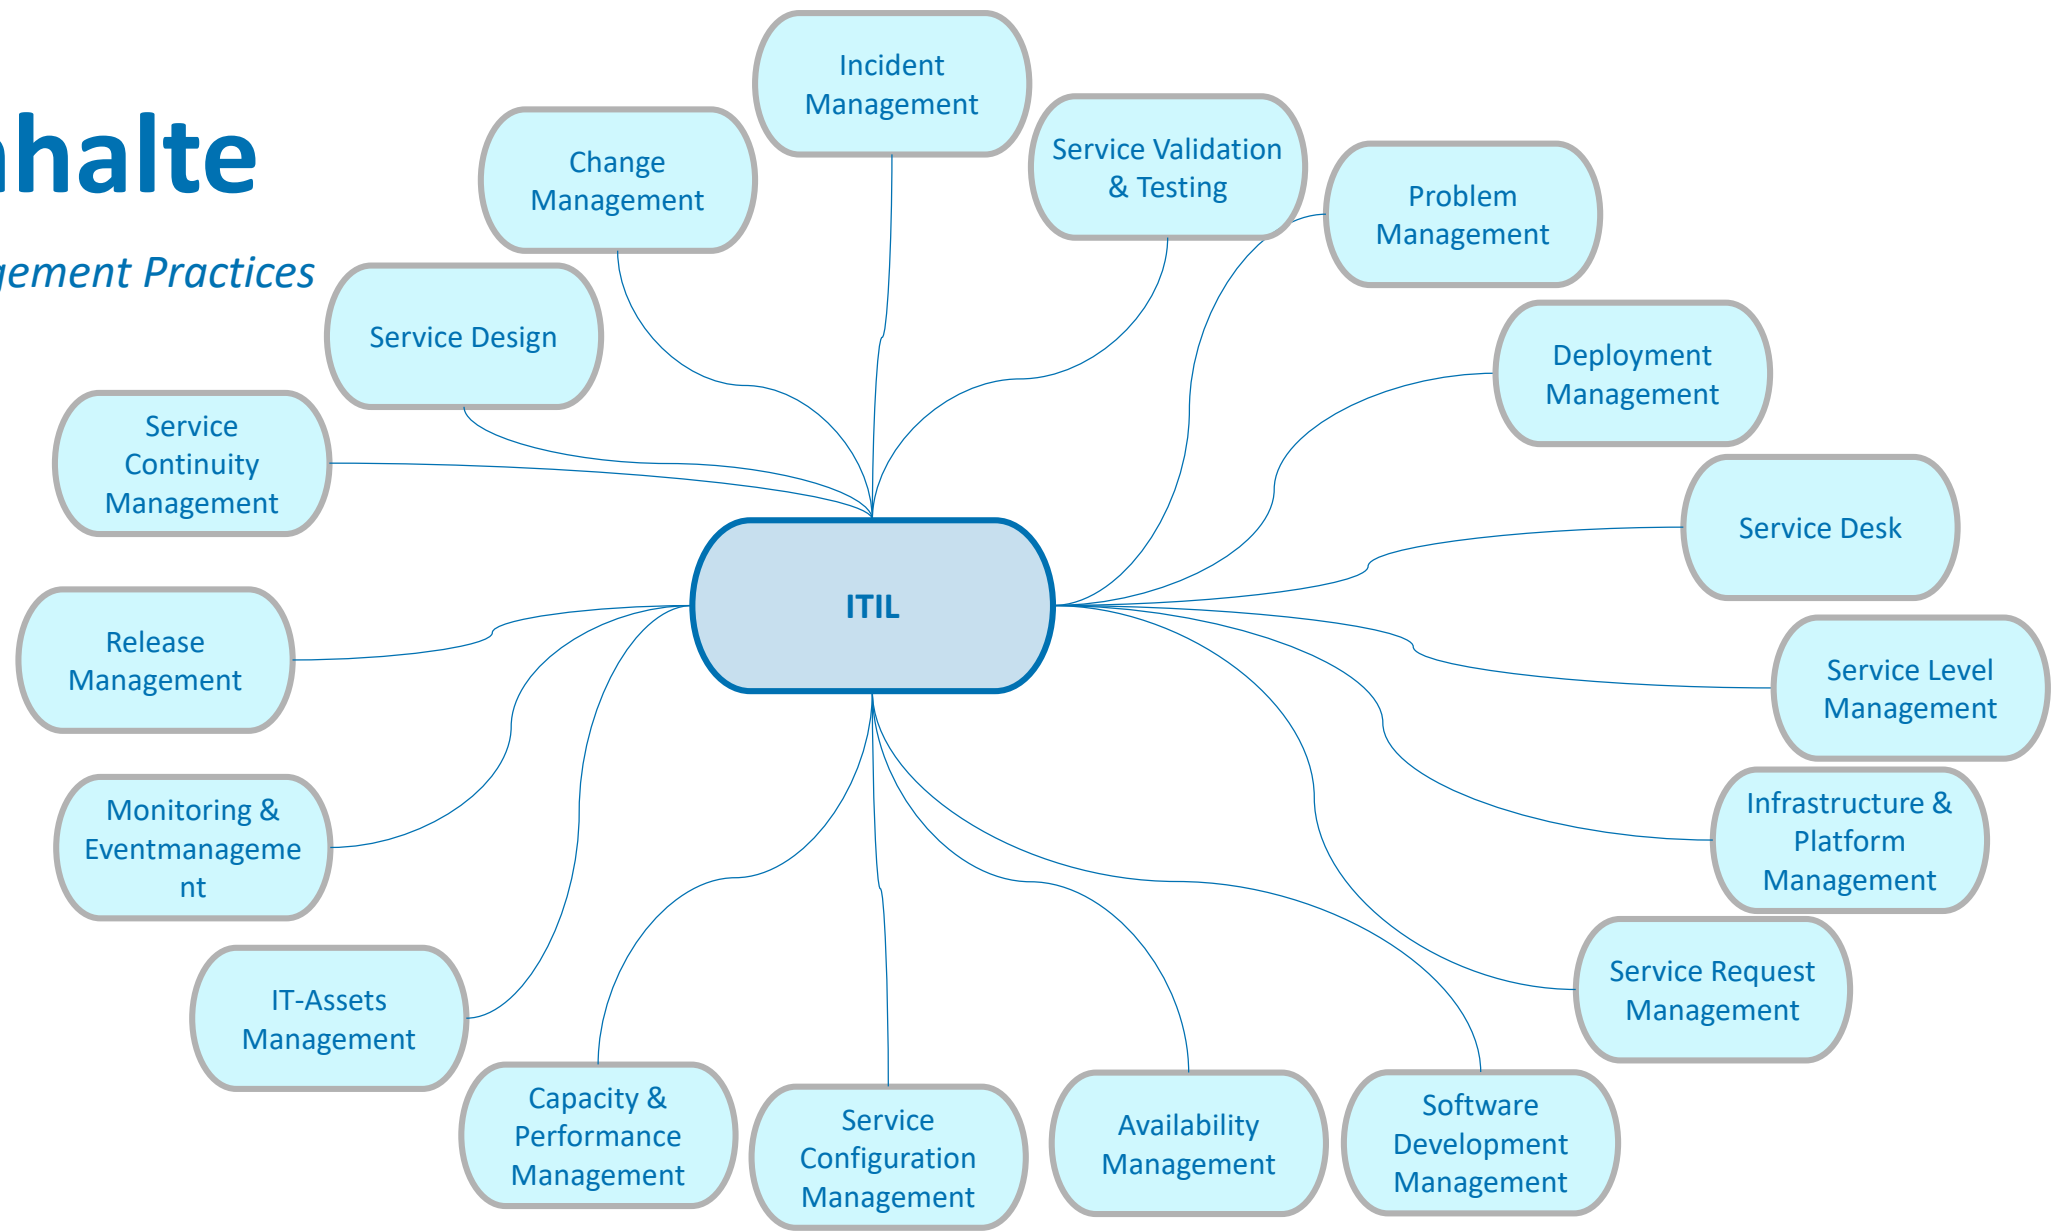 nhalte
gement Practices
Incident
Management
Change
Management
Service Validation
& Testing
Problem
Management
Service Design
Deployment
Management
Service
Continuity
Management
Service Desk
ITIL
Release
Management
Service Level
Management
Monitoring &
Eventmanageme
nt
Infrastructure &
Platform
Management
IT-Assets
Management
Service Request
Management
Capacity &
Performance
Management
Service
Configuration
Management
Availability
Management
Software
Development
Management